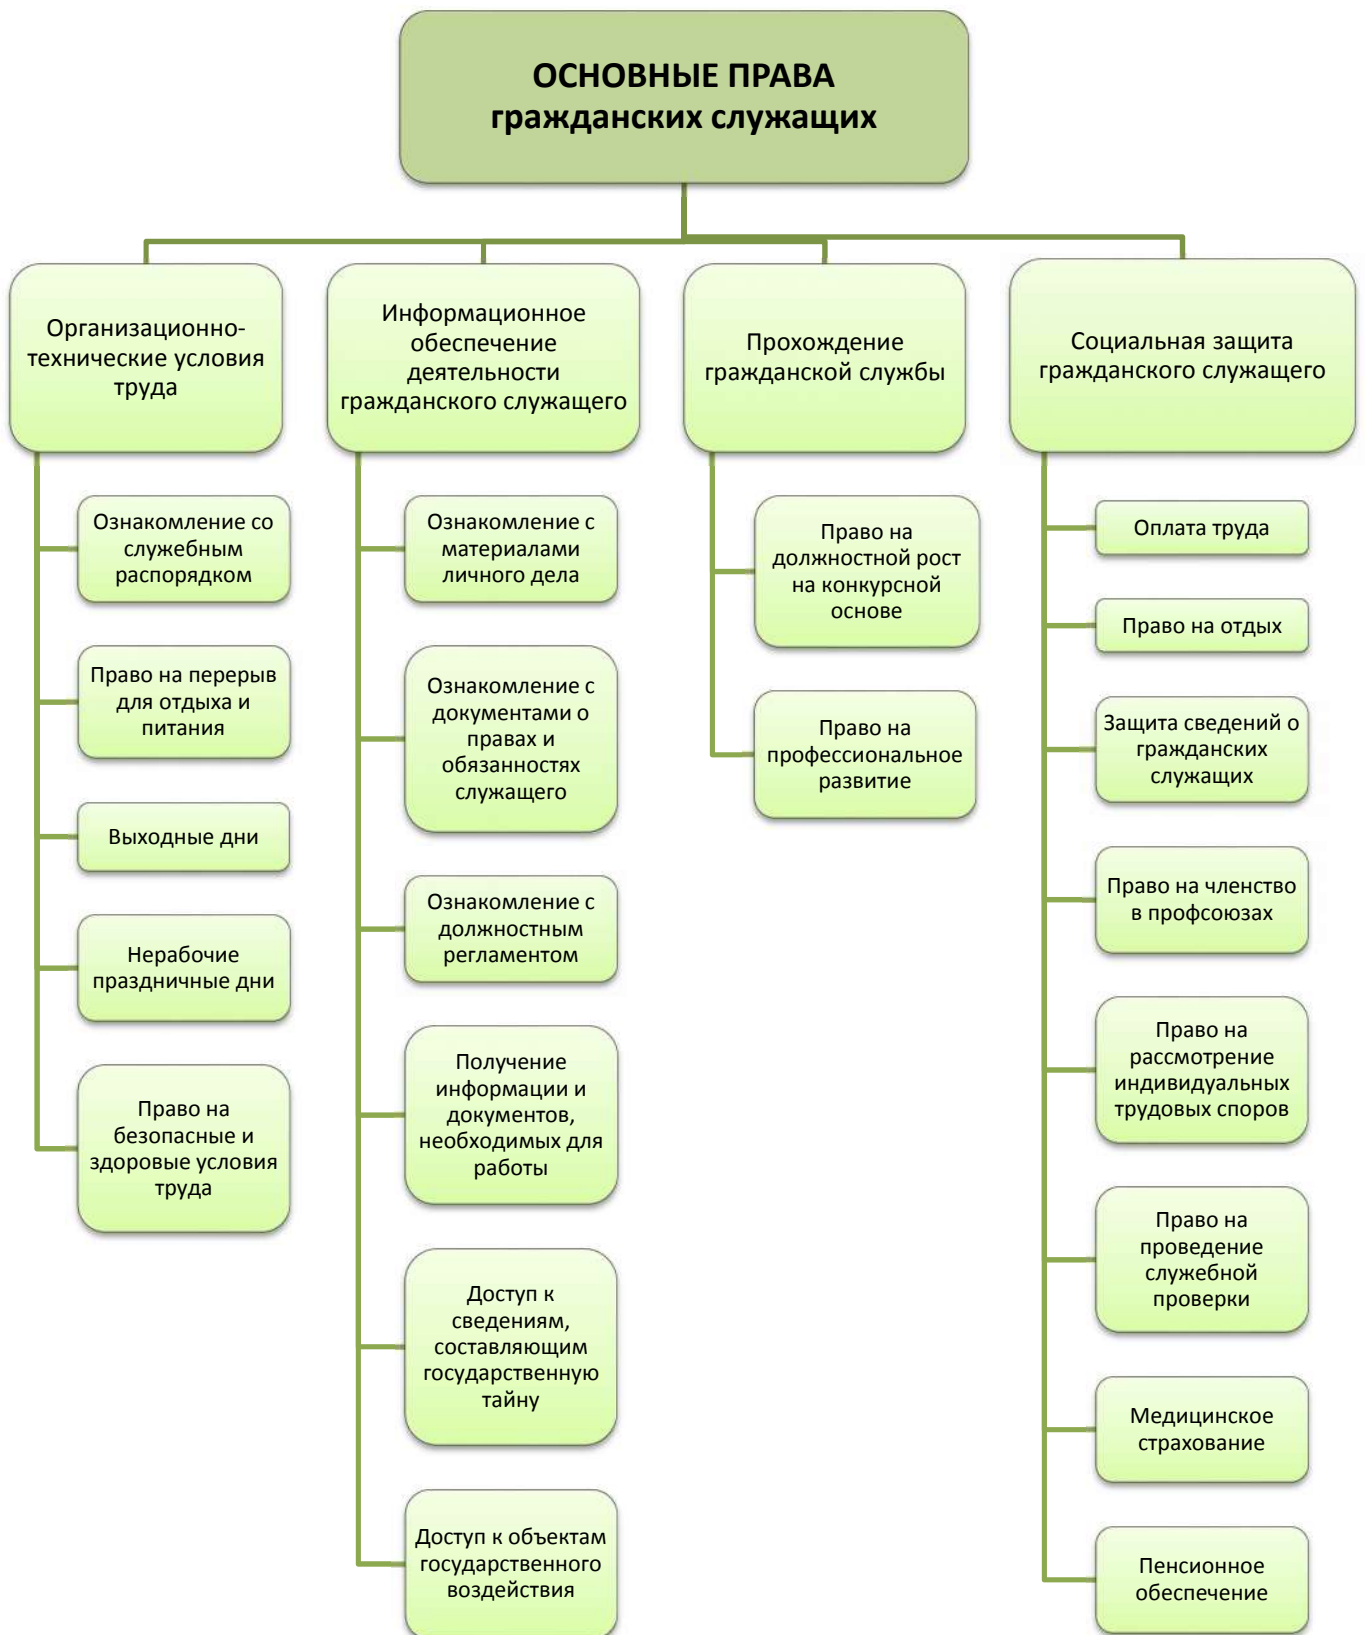 ОСНОВНЫЕ ПРАВА
гражданских служащих
Организационно-
технические условия
труда
Ознакомление со
служебным
распорядком
Право на перерыв
для отдыха и
питания
Выходные дни
Нерабочие
праздничные дни
Право на
безопасные и
здоровые условия
труда
Информационное
обеспечение
деятельности
гражданского служащего
Ознакомление с
материалами
личного дела
Ознакомление с
документами о
правах и
обязанностях
служащего
Ознакомление с
должностным
регламентом
Получение
информации и
документов,
необходимых для
работы
Доступ к
сведениям,
составляющим
государственную
тайну
Доступ к объектам
государственного
воздействия
Прохождение
гражданской службы
Право на
должностной рост
на конкурсной
основе
Право на
профессиональное
развитие
Социальная защита
гражданского служащего
Оплата труда
Право на отдых
Защита сведений о
гражданских
служащих
Право на членство
в профсоюзах
Право на
рассмотрение
индивидуальных
трудовых споров
Право на
проведение
служебной
проверки
Медицинское
страхование
Пенсионное
обеспечение